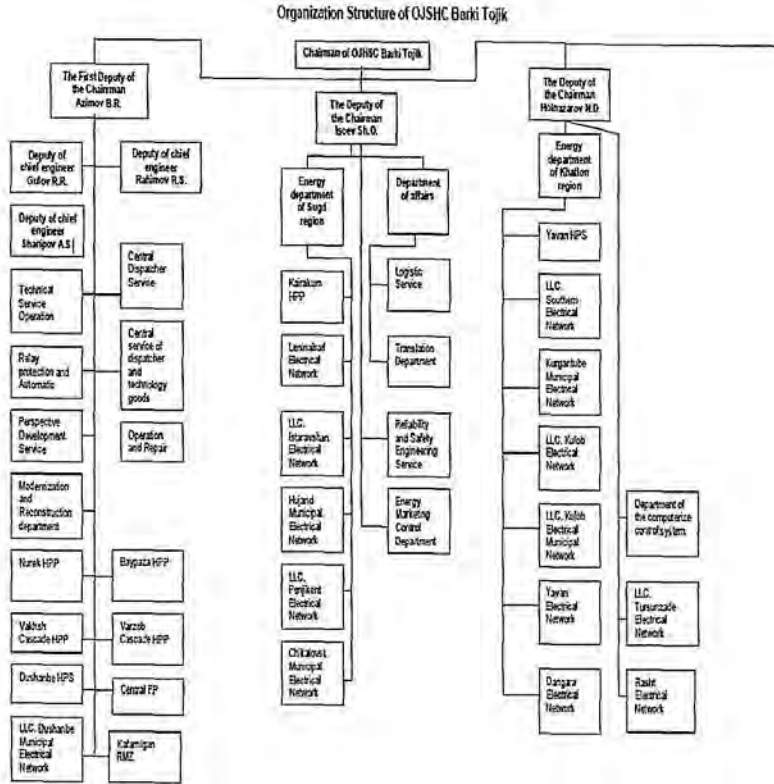 Organization Structure of OJSHC Barki Tojik
Chairman of OJHSC Barki Tojik
The First Deputy of
the Chairman
Azimov B.R.
The Deputy of
the Chairman
Isoev Sh.O.
The Deputy of
the Chairman
Holnazarov N.D.
Deputy of
chief engineer
Gulov R.R.
Deputy of chief
engineer
Rahimov R.S.
Deputy of chief
engineer
Sharipov A.S
Technical
Service
Operation
Central
Dispatcher
Service
Relay
protection and
Automatic
Central
service of
dispatcher
and
technology
goods
Perspective
Development
Service
Operation
and Repair
Modernization
and
Reconstruction
department
Nurek HPP
Baypaza HPP
Vakhsh
Cascade HPP
Varzob
Cascade HPP
Dushanbe HPS
Central PP
LLC. Dushanbe
Municipal
Electrical
Network
Kafarnigan
RMZ
Energy
department
of Sugd
region
Department
of affairs
Kairakum
HPP
Logistic
Service
Leninabad
Electrical
Network
Translation
Department
LLC.
Istaravshan
Electrical
Network
Reliability
and Safety
Engineering
Service
Hujand
Municipal
Electrical
Network
Energy
Marketing
Control
Department
LLC.
Penjikent
Electrical
Network
Chikalovsk
Municipal
Electrical
Network
Energy
department
of Khatlon
region
Yavan HPS
LLC.
Southern
Electrical
Network
Kurgantube
Municipal
Electrical
Network
LLC. Kulob
Electrical
Network
LLC. Kulob
Electrical
Municipal
Network
Department of
the computerize
control system.
Yavan
Electrical
Network
LLC.
Tursunzade
Electrical
Network
Dangara
Electrical
Network
Rasht
Electrical
Network